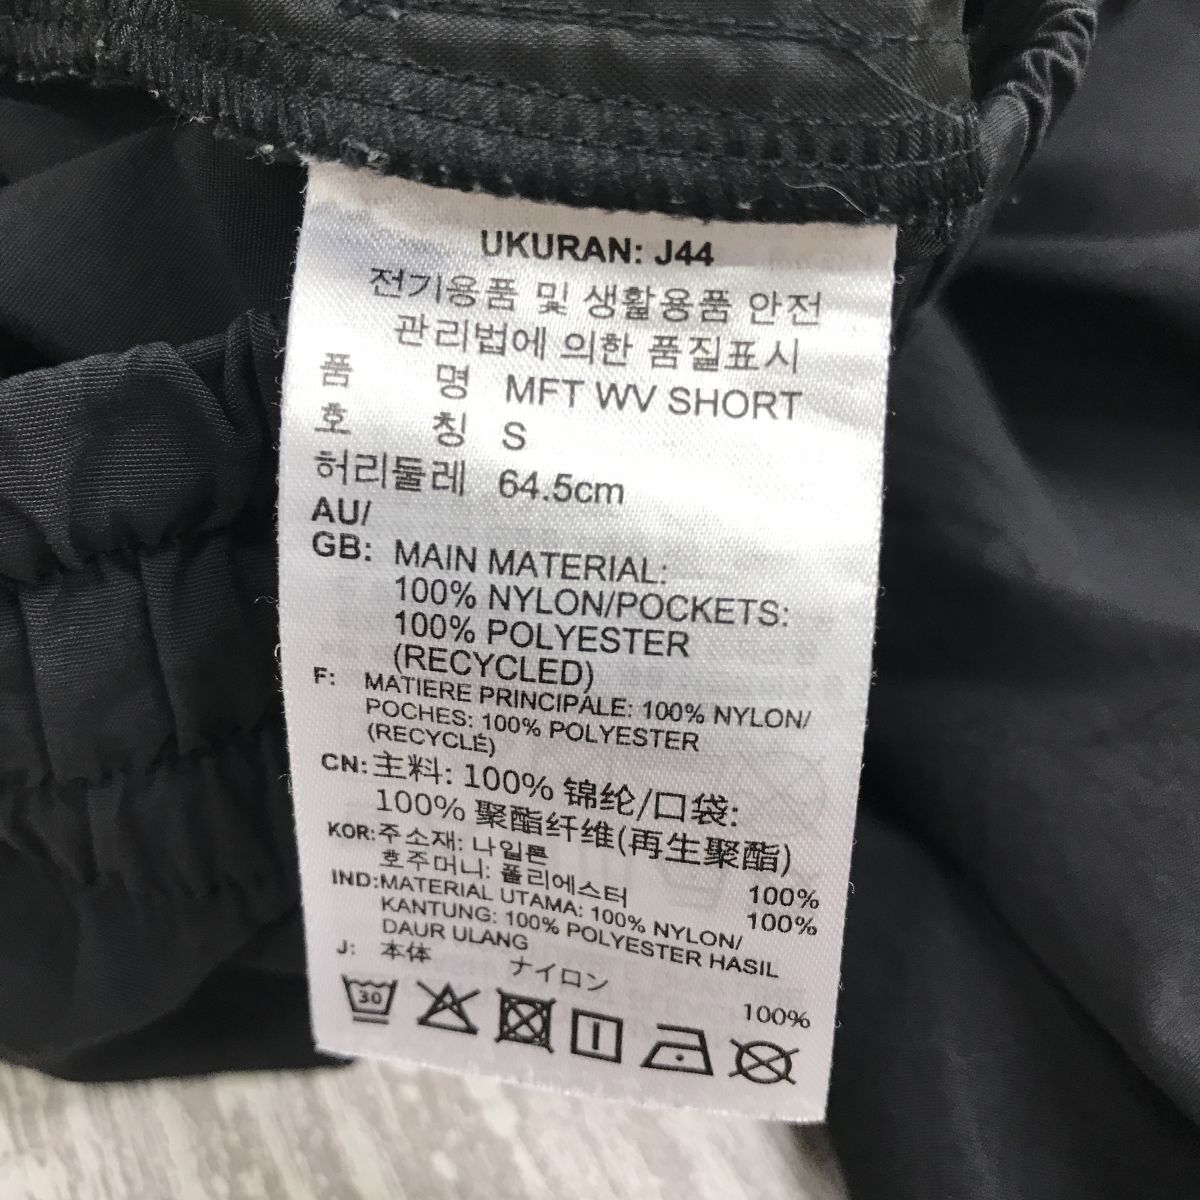 UKURAN: J44
전기용품 및 생활용품 안전
관리법에 의한 품질표시
품 명 MFT WV SHORT
호 칭 S
허리둘레 64.5cm
AU/
GB: MAIN MATERIAL:
100% NYLON/POCKETS:
100% POLYESTER
(RECYCLED)
F: MATIERE PRINCIPALE: 100% NYLON/
POCHES: 100% POLYESTER
(RECYCLÉ)
CN: 主料: 100% 锦纶/口袋:
100% 聚酯纤维(再生聚酯)
KOR: 주소재: 나일론 100%
호주머니: 폴리에스터 100%
IND: MATERIAL UTAMA: 100% NYLON/
KANTUNG: 100% POLYESTER HASIL
DAUR ULANG
J: 本体 ナイロン 100%
30